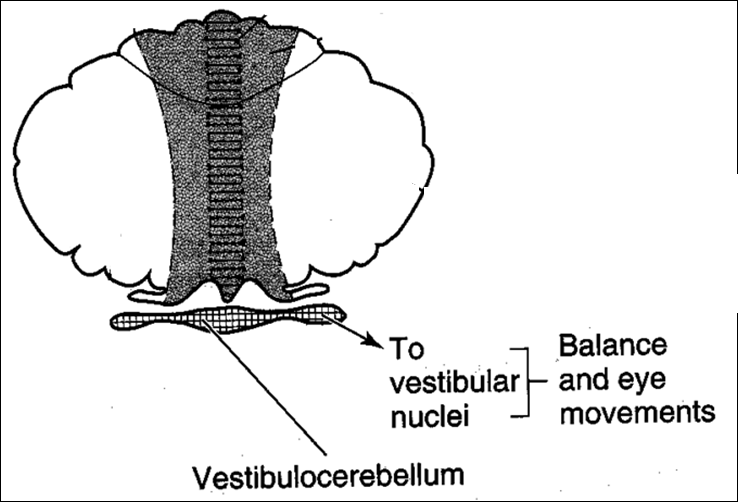 To
vestibular
nuclei
Balance
and eye
movements
Vestibulocerebellum